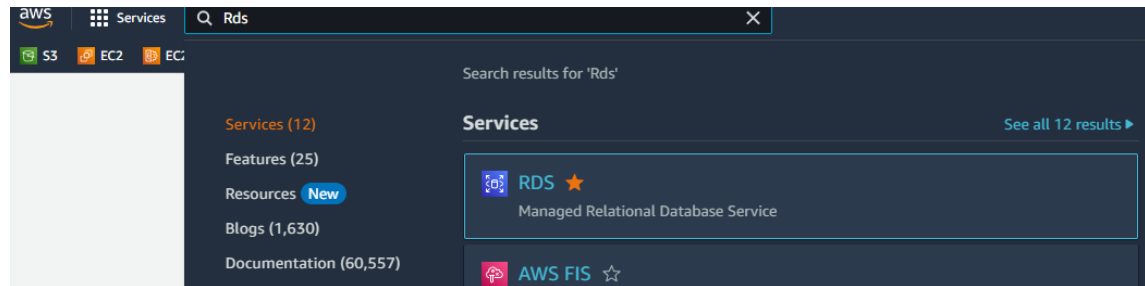 aws Services Rds
S3 EC2 EC2
Search results for 'Rds'
Services (12)
Services See all 12 results
Features (25)
RDS
Resources New
Managed Relational Database Service
Blogs (1,630)
Documentation (60,557)
AWS FIS